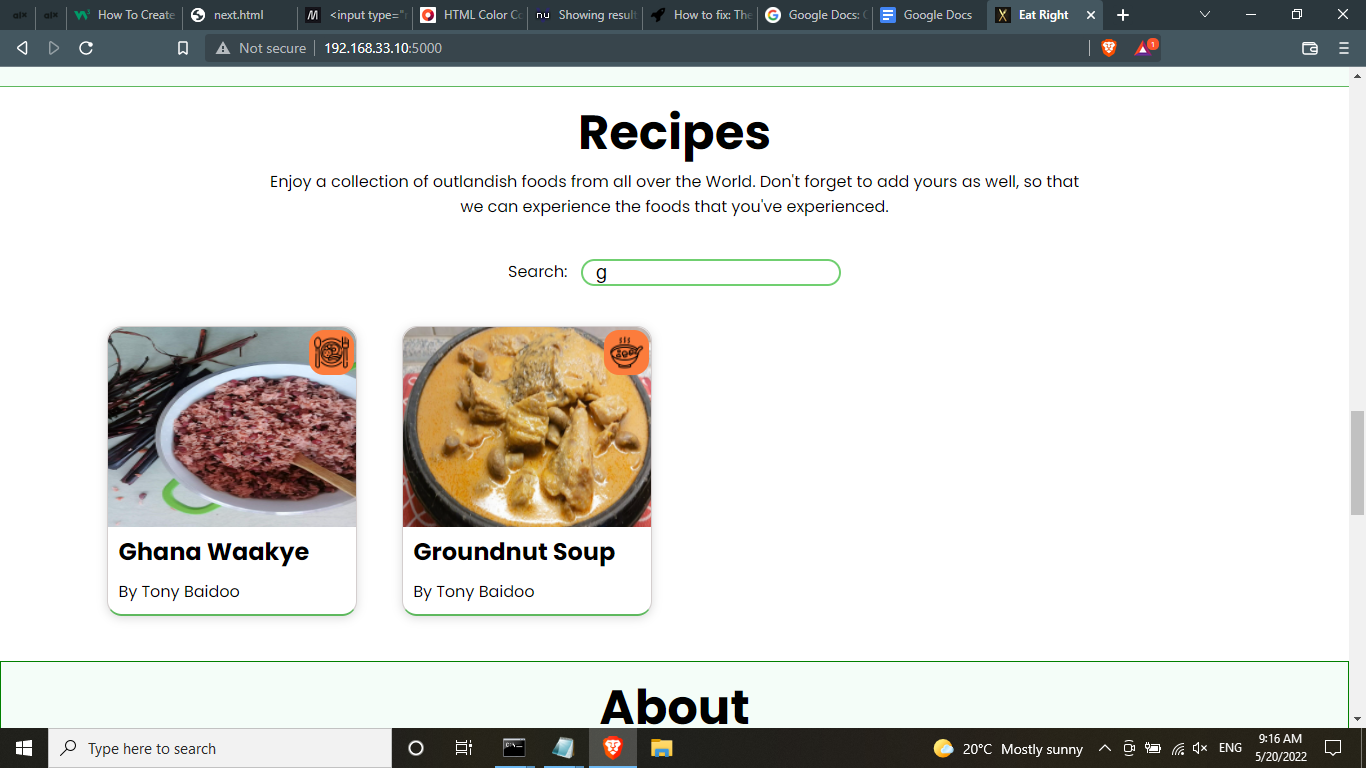 How To Create
next.html
<input type="r
HTML Color Co
Showing result
How to fix: The
Google Docs: C
Google Docs
Eat Right
Not secure
192.168.33.10:5000
1
Recipes
Enjoy a collection of outlandish foods from all over the World. Don't forget to add yours as well, so that
we can experience the foods that you've experienced.
Search: g
Ghana Waakye
By Tony Baidoo
Groundnut Soup
By Tony Baidoo
About
Type here to search
20°C Mostly sunny
ENG
9:16 AM
5/20/2022